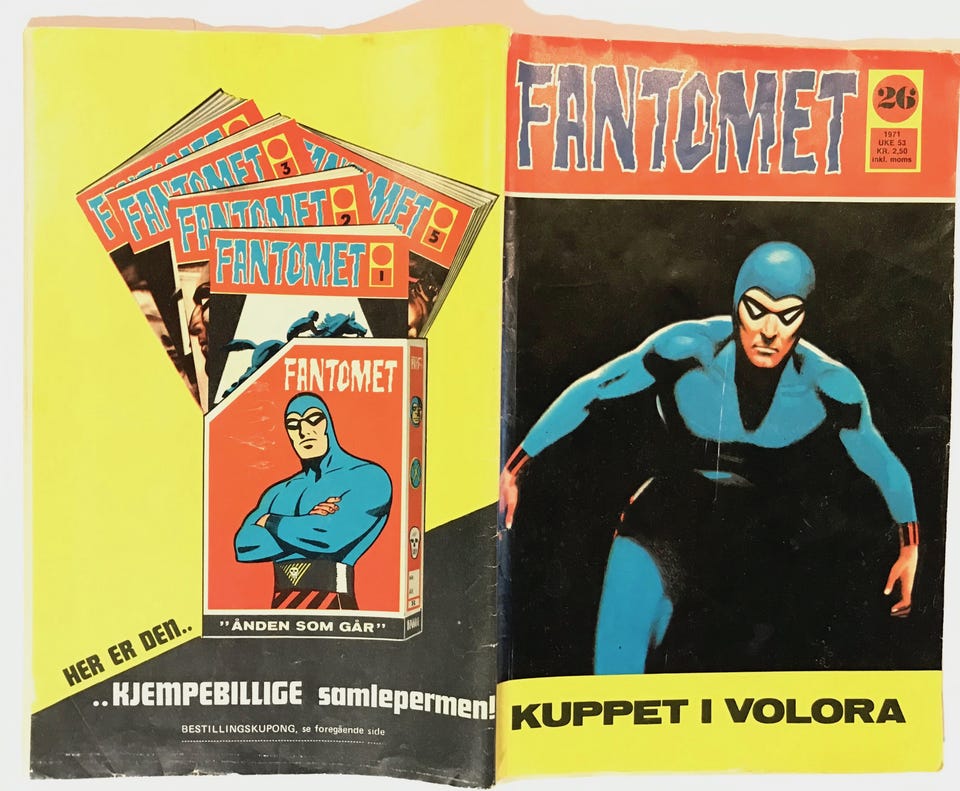 FANTOMET
3
FANTOMET
5
FANTOMET
2
FANTOMET
1
FANTOMET
"ÅNDEN SOM GÅR"
HER ER DEN..
..KJEMPEBILLIGE samlepermen!
BESTILLINGSKUPONG, se foregående side
FANTOMET
26
1971
UKE 53
KR. 2,50
inkl. moms
KUPPET I VOLORA